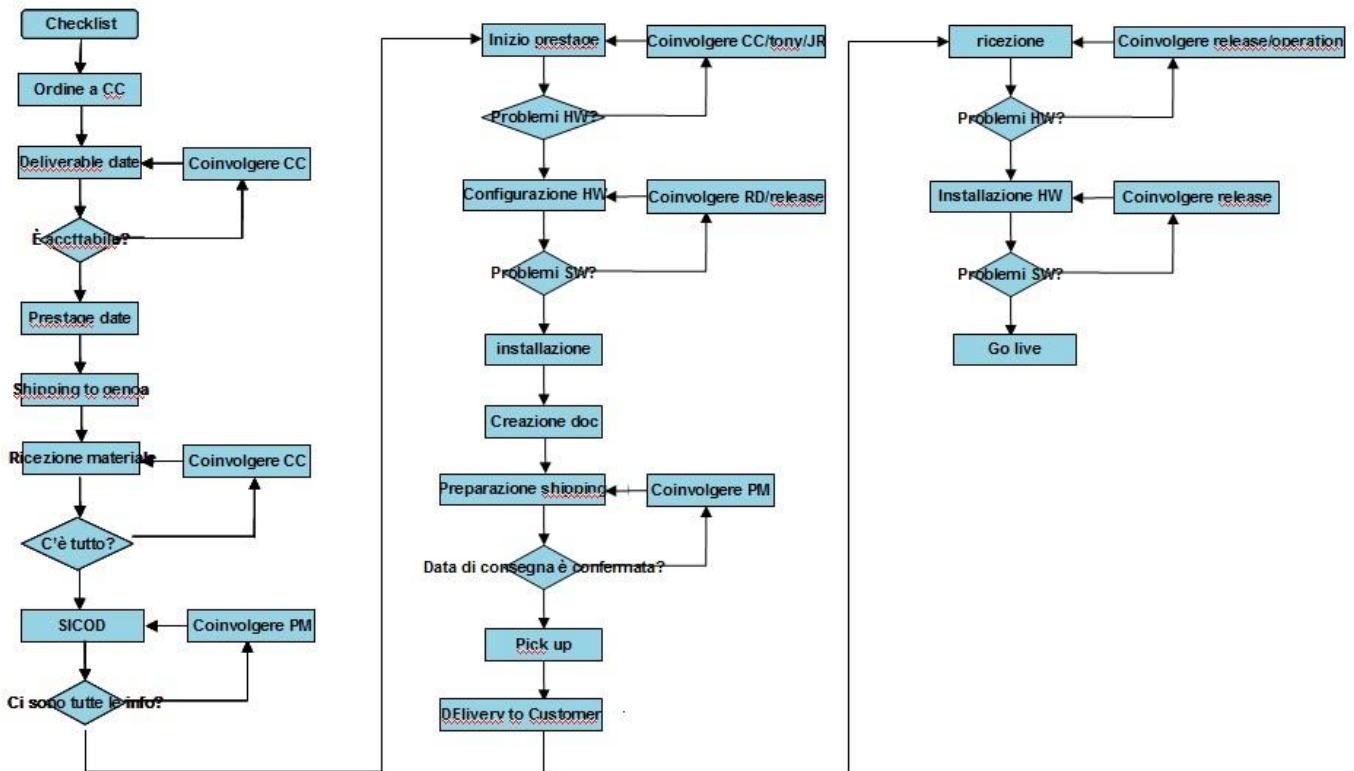 Checklist
Ordine a CC
Deliverable date
Coinvolgere CC
È accttabile?
Prestage date
Shipping to genoa
Ricezione materiale
Coinvolgere CC
C'è tutto?
SICOD
Coinvolgere PM
Ci sono tutte le info?
Inizio prestage
Coinvolgere CC/tony/JR
Problemi HW?
Configurazione HW
Coinvolgere RD/release
Problemi SW?
installazione
Creazione doc
Preparazione shipping
Coinvolgere PM
Data di consegna è confermata?
Pick up
DElivery to Customer
ricezione
Coinvolgere release/operation
Problemi HW?
Installazione HW
Coinvolgere release
Problemi SW?
Go live